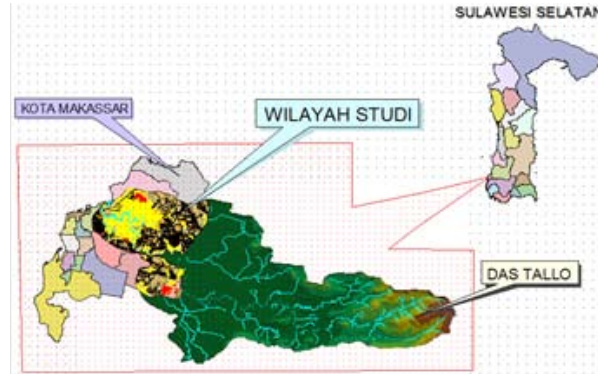 SULAWESI SELATAN
KOTA MAKASSAR
WILAYAH STUDI
DAS TALLO